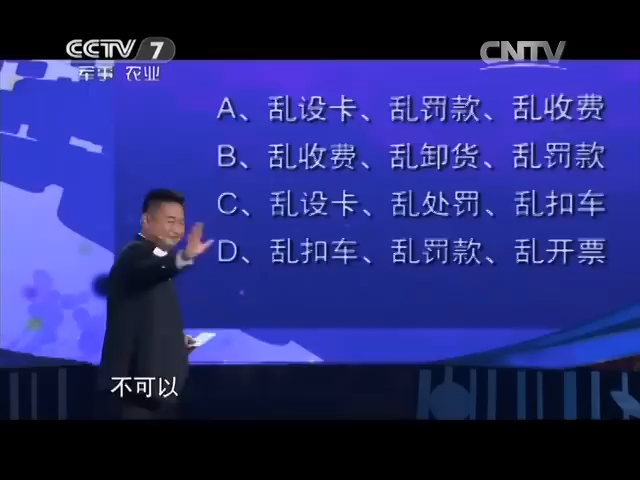 CCTV 7
军事 农业
CNTV
A、乱设卡、乱罚款、乱收费
B、乱收费、乱卸货、乱罚款
C、乱设卡、乱处罚、乱扣车
D、乱扣车、乱罚款、乱开票
不可以